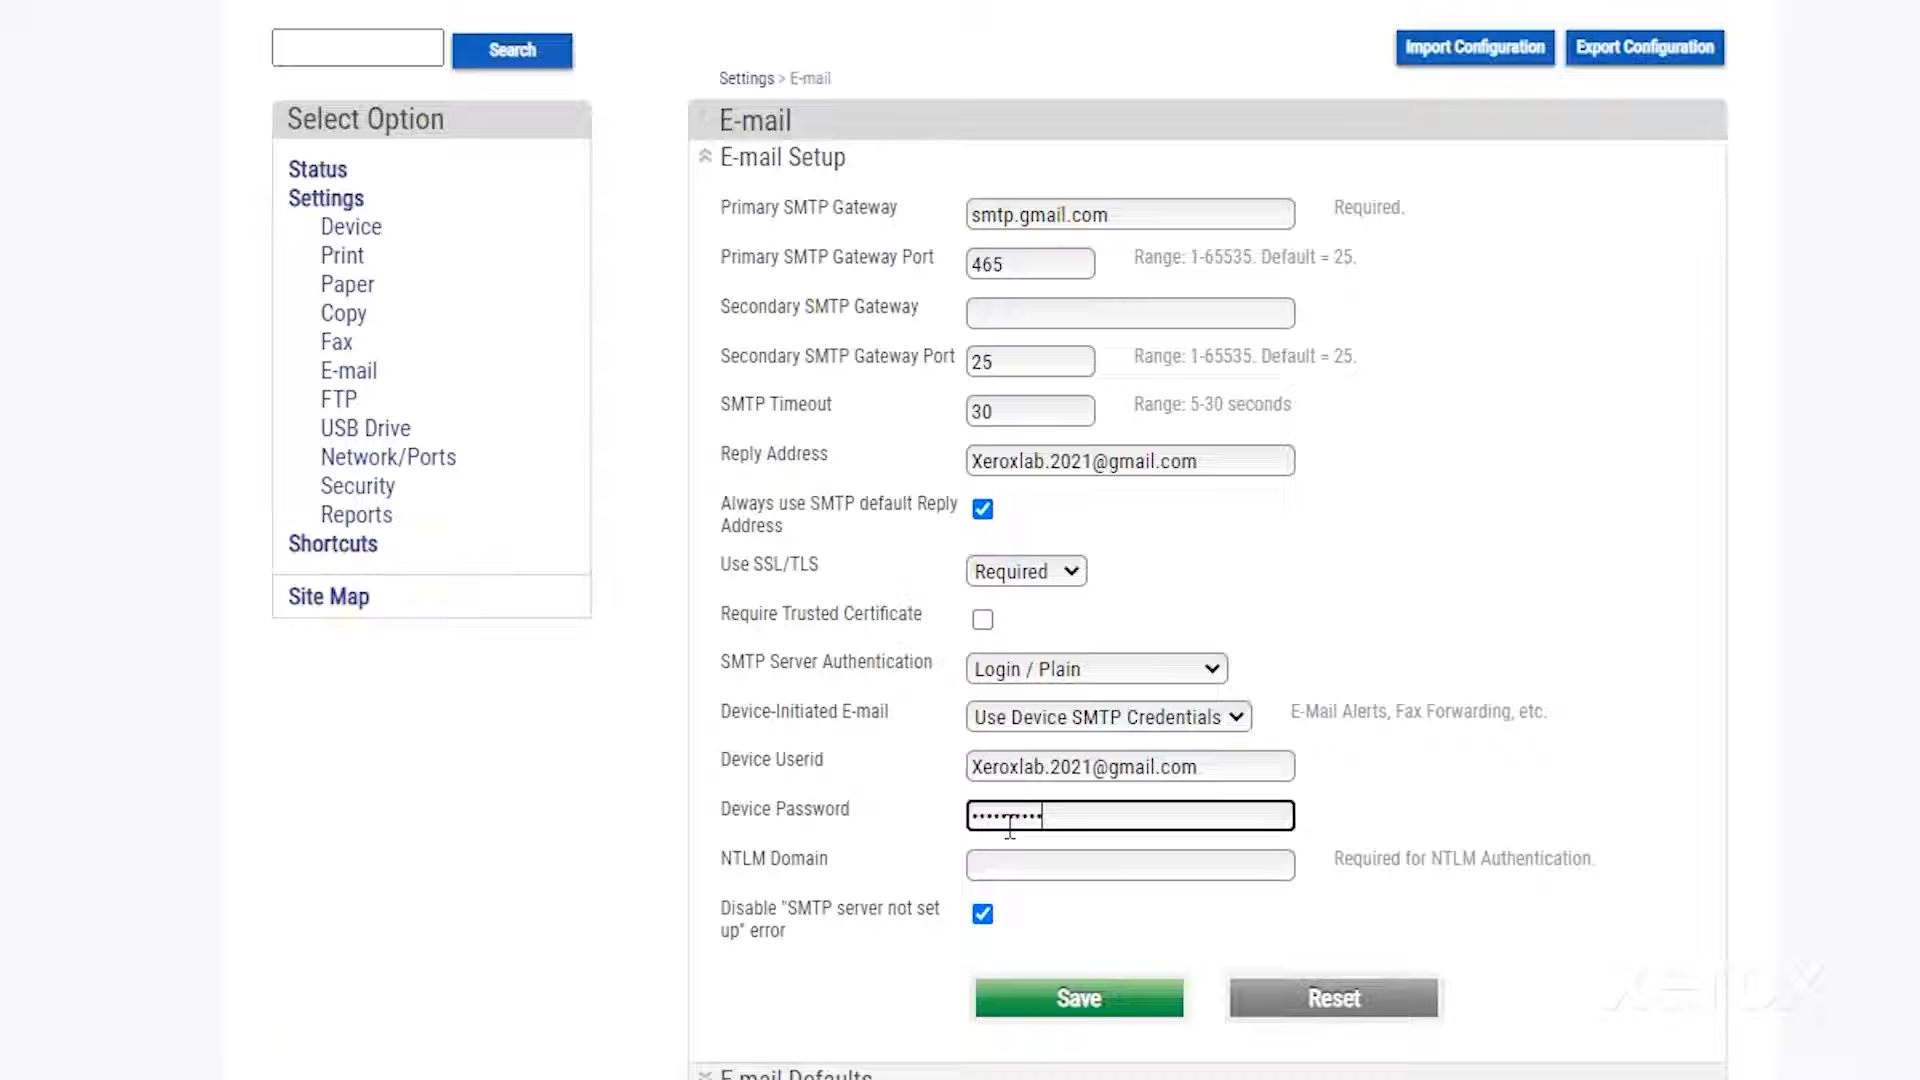 Search
Import Configuration
Export Configuration
Settings > E-mail
Select Option
Status
Settings
Device
Print
Paper
Copy
Fax
E-mail
FTP
USB Drive
Network/Ports
Security
Reports
Shortcuts
Site Map
E-mail
E-mail Setup
Primary SMTP Gateway smtp.gmail.com Required.
Primary SMTP Gateway Port 465 Range: 1-65535. Default = 25.
Secondary SMTP Gateway
Secondary SMTP Gateway Port 25 Range: 1-65535. Default = 25.
SMTP Timeout 30 Range: 5-30 seconds
Reply Address Xeroxlab.2021@gmail.com
Always use SMTP default Reply
Address
Use SSL/TLS Required
Require Trusted Certificate
SMTP Server Authentication Login / Plain
Device-Initiated E-mail Use Device SMTP Credentials E-Mail Alerts, Fax Forwarding, etc.
Device Userid Xeroxlab.2021@gmail.com
Device Password
NTLM Domain Required for NTLM Authentication.
Disable "SMTP server not set
up" error
Save Reset
E-mail Defaults